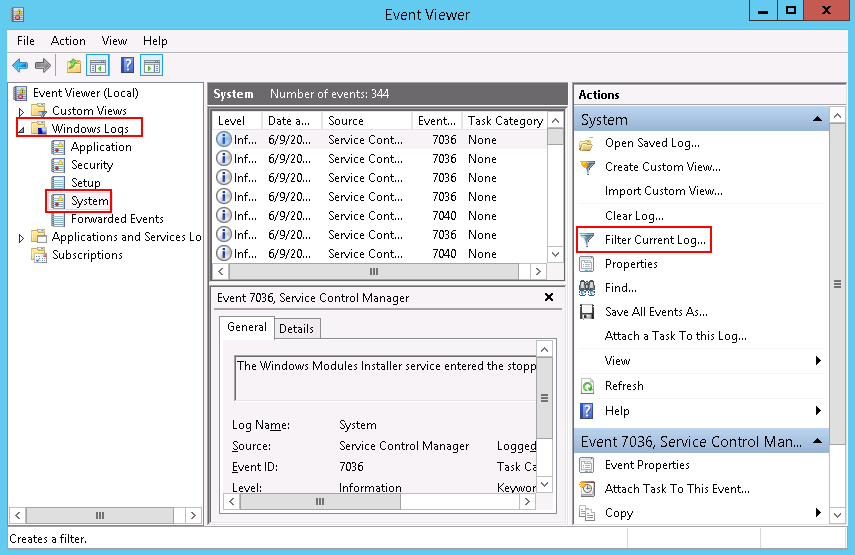 Event Viewer
File Action View Help
Event Viewer (Local)
Custom Views
Windows Logs
Application
Security
Setup
System
Forwarded Events
Applications and Services Lo
Subscriptions
System Number of events: 344
Level Date a... Source Event... Task Category
Inf... 6/9/20... Service Cont... 7036 None
Inf... 6/9/20... Service Cont... 7036 None
Inf... 6/9/20... Service Cont... 7036 None
Inf... 6/9/20... Service Cont... 7036 None
Inf... 6/9/20... Service Cont... 7040 None
Inf... 6/9/20... Service Cont... 7036 None
Inf... 6/9/20... Service Cont... 7040 None
Event 7036, Service Control Manager
General Details
The Windows Modules Installer service entered the stopp
Log Name: System
Source: Service Control Manager Logged
Event ID: 7036 Task Ca
Level: Information Keywor
Actions
System
Open Saved Log...
Create Custom View...
Import Custom View...
Clear Log...
Filter Current Log...
Properties
Find...
Save All Events As...
Attach a Task To this Log...
View
Refresh
Help
Event 7036, Service Control Man...
Event Properties
Attach Task To This Event...
Copy
Creates a filter.